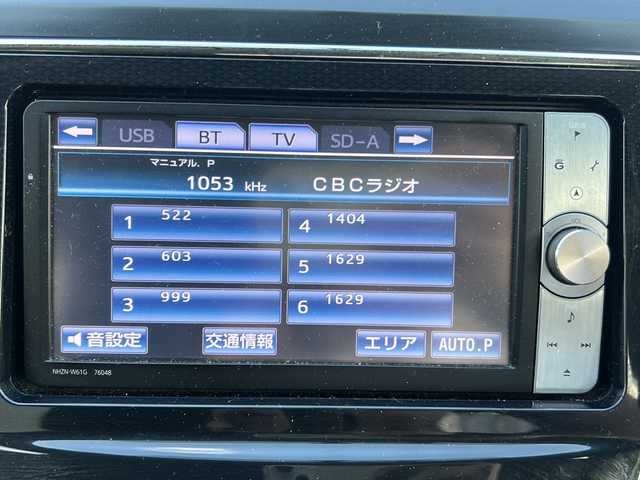 USB BT TV SD-A
マニュアル. P
1053 kHz CBCラジオ
1 522
4 1404
2 603
5 1629
3 999
6 1629
音設定 交通情報 エリア AUTO.P
NHZN-W61G 76048
G
VOL